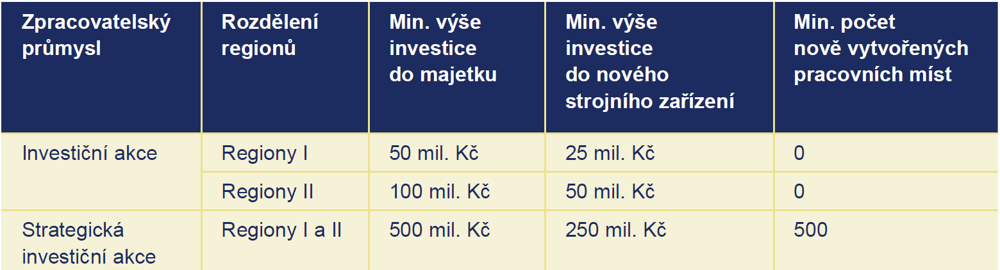 Zpracovatelský
průmysl
Rozdělení
regionů
Min. výše
investice
do majetku
Min. výše
investice
do nového
strojního zařízení
Min. počet
nově vytvořených
pracovních míst
Investiční akce
Regiony I
50 mil. Kč
25 mil. Kč
0
Regiony II
100 mil. Kč
50 mil. Kč
0
Strategická
investiční akce
Regiony I a II
500 mil. Kč
250 mil. Kč
500